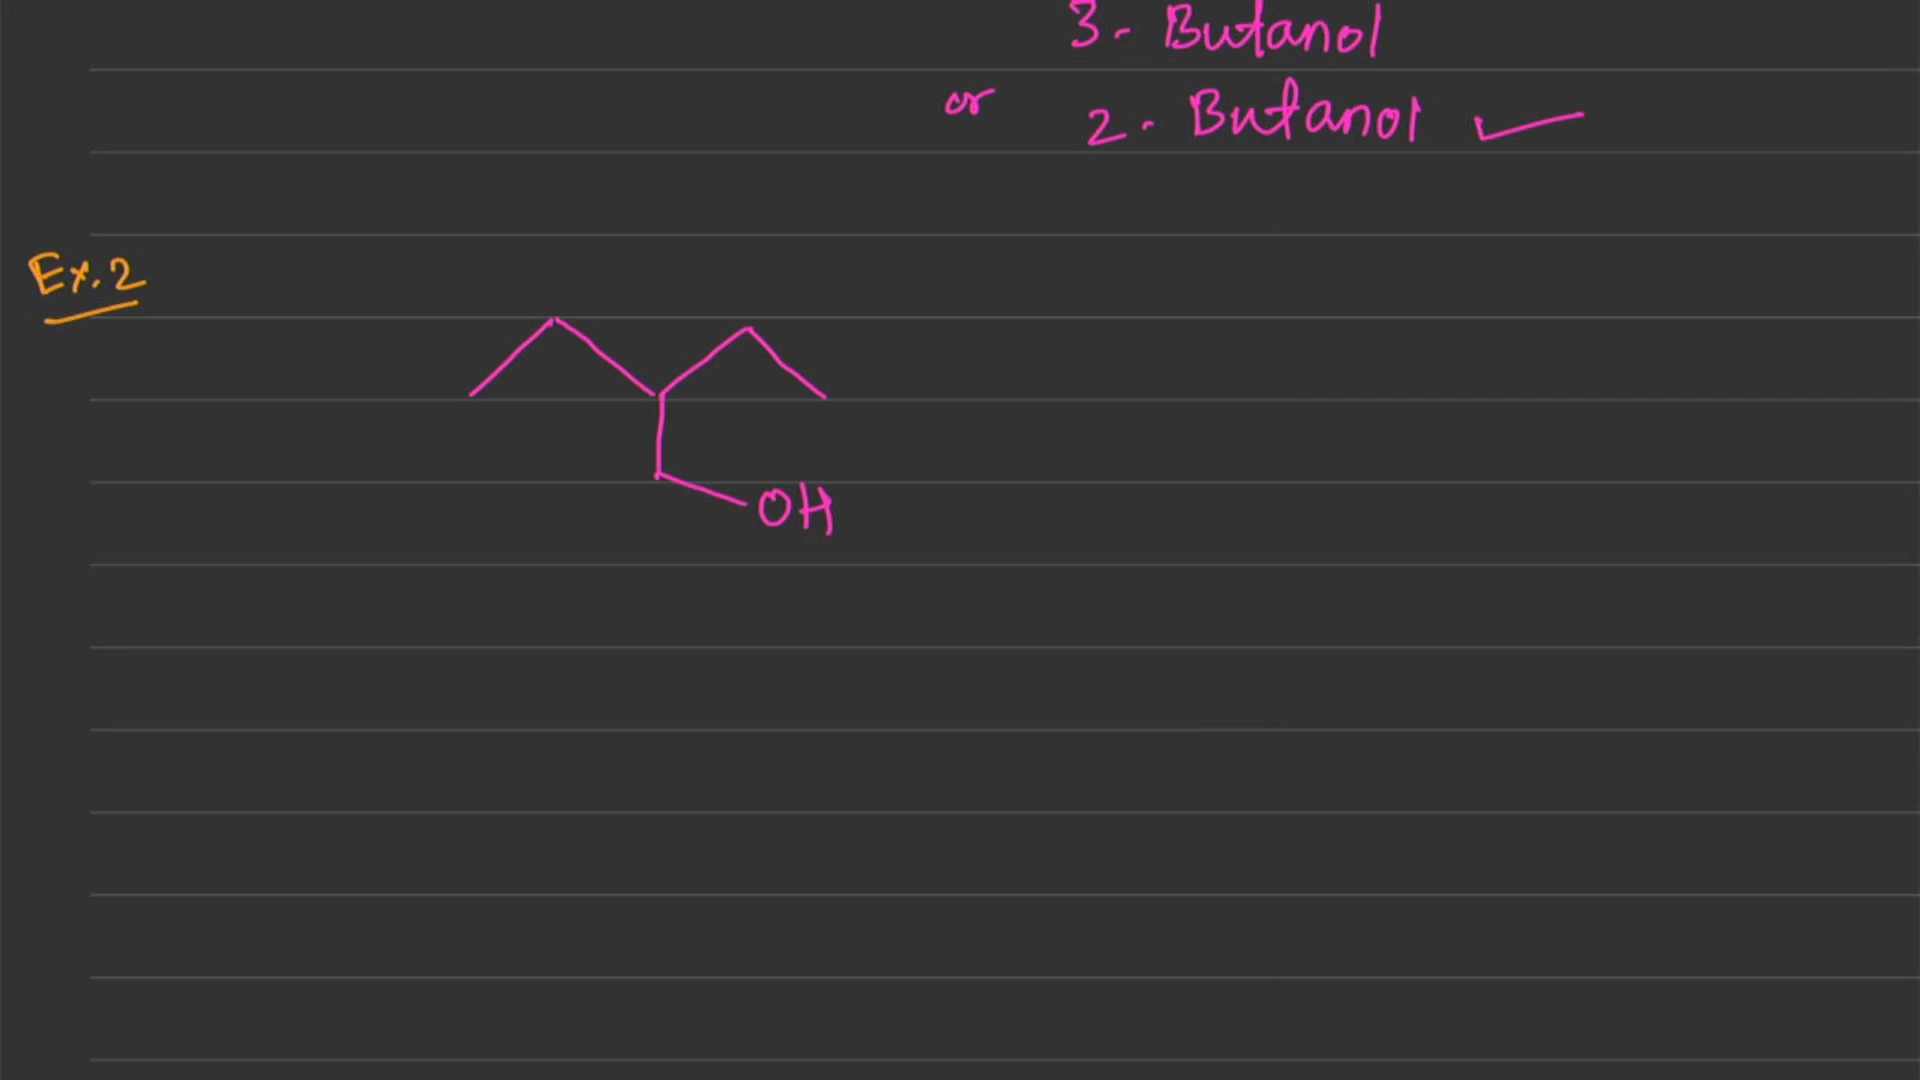 3- Butanol
or 2- Butanol ✓
Ex.2
OH